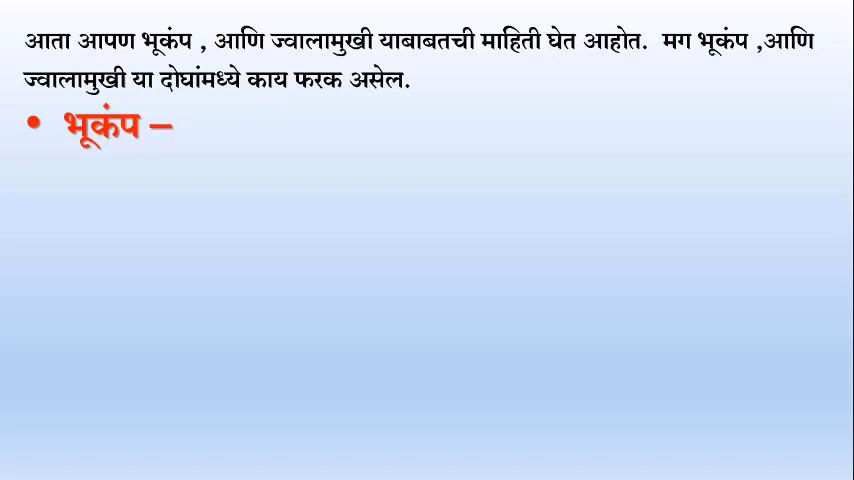 आता आपण भूकंप , आणि ज्वालामुखी याबाबतची माहिती घेत आहोत. मग भूकंप ,आणि
ज्वालामुखी या दोघांमध्ये काय फरक असेल.
• भूकंप –